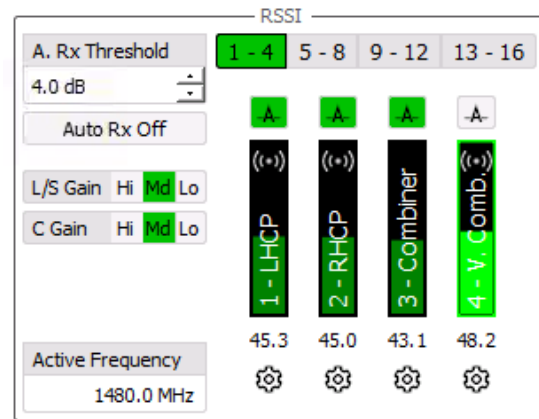 RSSI
A. Rx Threshold
4.0 dB
Auto Rx Off
L/S Gain Hi Md Lo
C Gain Hi Md Lo
Active Frequency
1480.0 MHz
1 - 4 5 - 8 9 - 12 13 - 16
A A A A
1 - LHCP
2 - RHCP
3 - Combiner
4 - V. Comb.
45.3 45.0 43.1 48.2